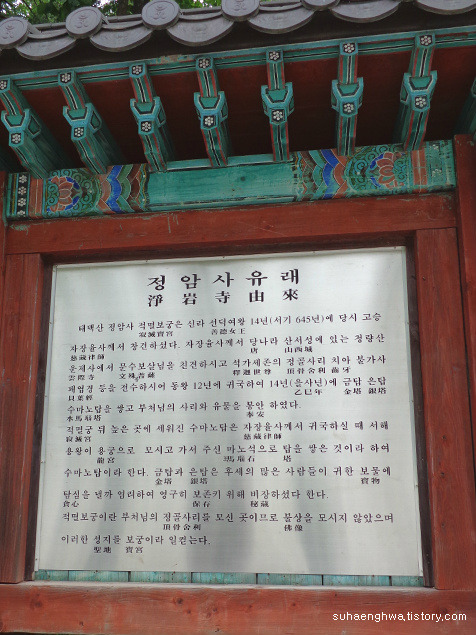 정암사유래
淨岩寺由來
태백산 정암사 적멸보궁은 신라 선덕여왕 14년(서기 645년)에 당시 고승
寂滅寶宮 善德女王
자장율사께서 창건하셨다. 자장율사께서 당나라 산서성에 있는 청량산
慈藏律師 唐 山西城
운제사에서 문수보살님을 친견하시고 석가세존의 정골사리 치아 불가사
雲際寺 文殊菩薩 釋迦世尊 頂骨舍利 齒牙
패엽경 등을 전수하시어 동왕 12년에 귀국하여 14년(을사년)에 금탑 은탑
貝葉經 乙巳年 金塔 銀塔
수마노탑을 쌓고 부처님의 사리와 유물을 봉안 하였다.
水馬瑙塔 奉安
적멸궁 뒤 높은 곳에 세워진 수마노탑은 자장율사께서 귀국하실 때 서해
寂滅宮 慈藏律師
용왕이 용궁으로 모시고 가서 주신 마노석으로 탑을 쌓은 것이라 하여
龍宮 瑪瑙石 塔
수마노탑이라 한다. 금탑과 은탑은 후세의 많은 사람들이 귀한 보물에
金塔 銀塔 寶物
탐심을 낼까 염려하여 영구히 보존키 위해 비장하셨다 한다.
貪心 保存 秘藏
적멸보궁이란 부처님의 정골사리를 모신 곳이므로 불상을 모시지 않았으며
頂骨舍利 佛像
이러한 성지를 보궁이라 일컫는다.
聖地 寶宮
suhaenghwa.tistory.com